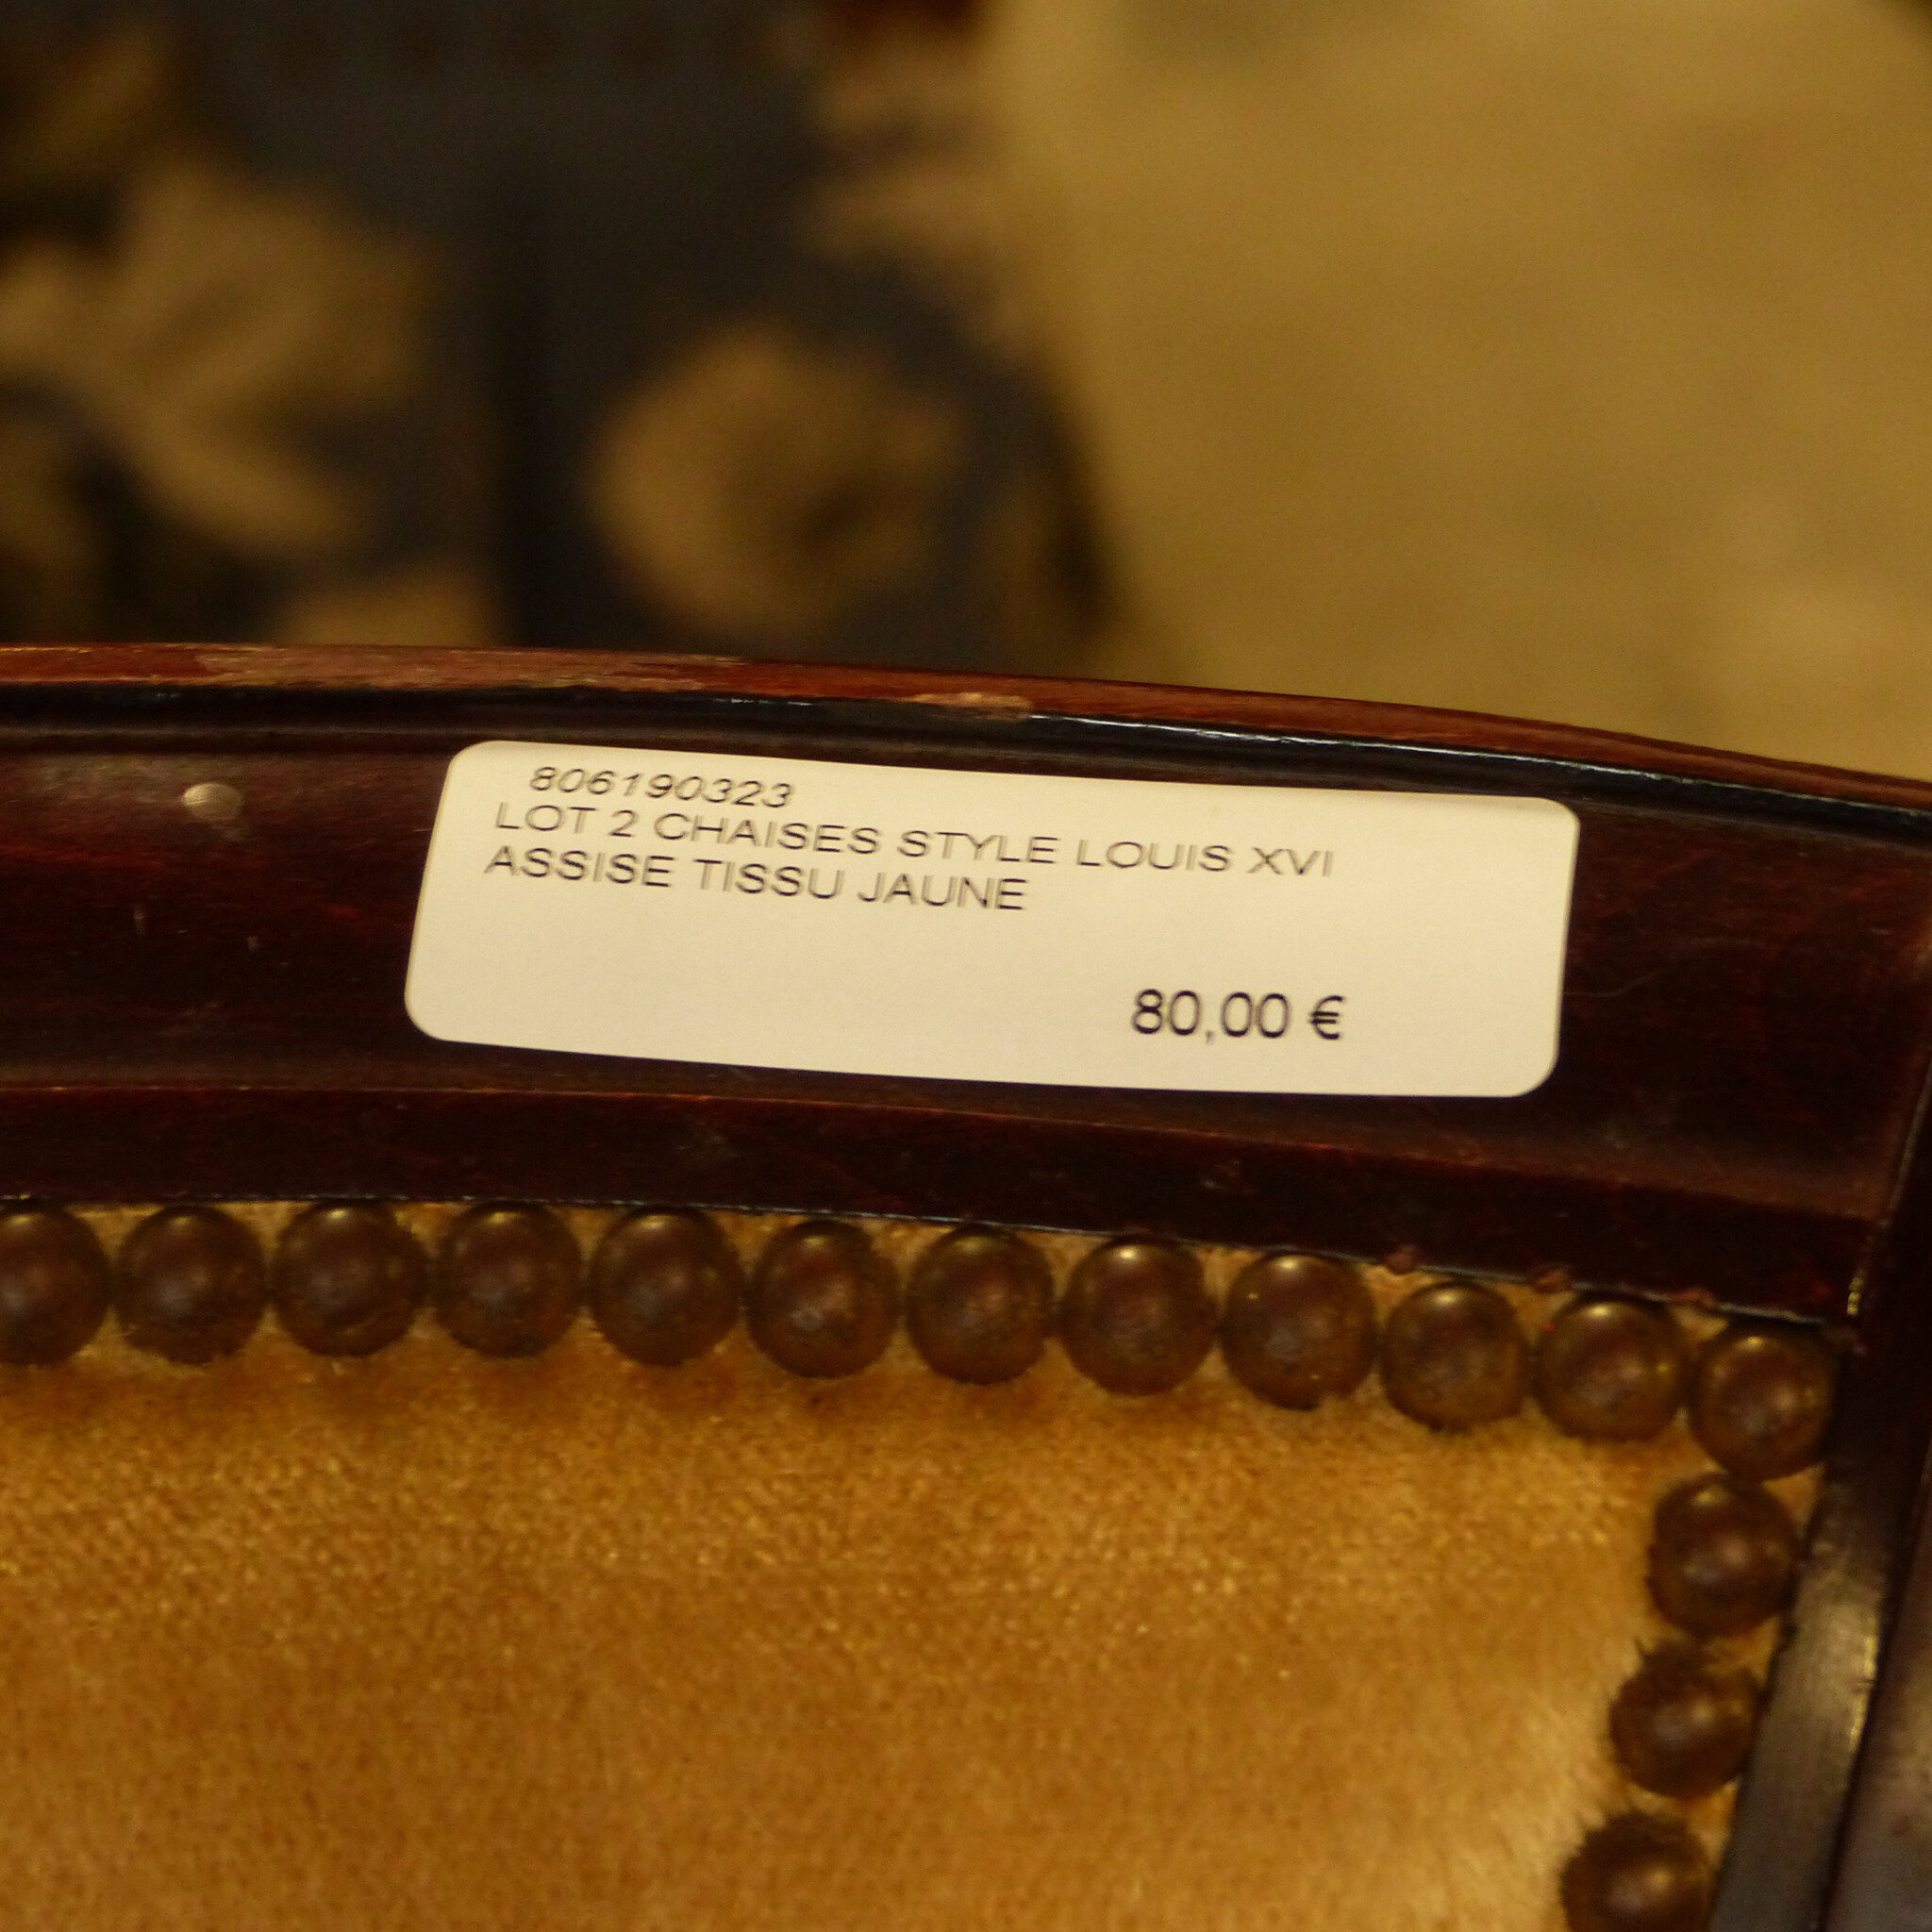 806190323
LOT 2 CHAISES STYLE LOUIS XVI
ASSISE TISSU JAUNE
80,00 €